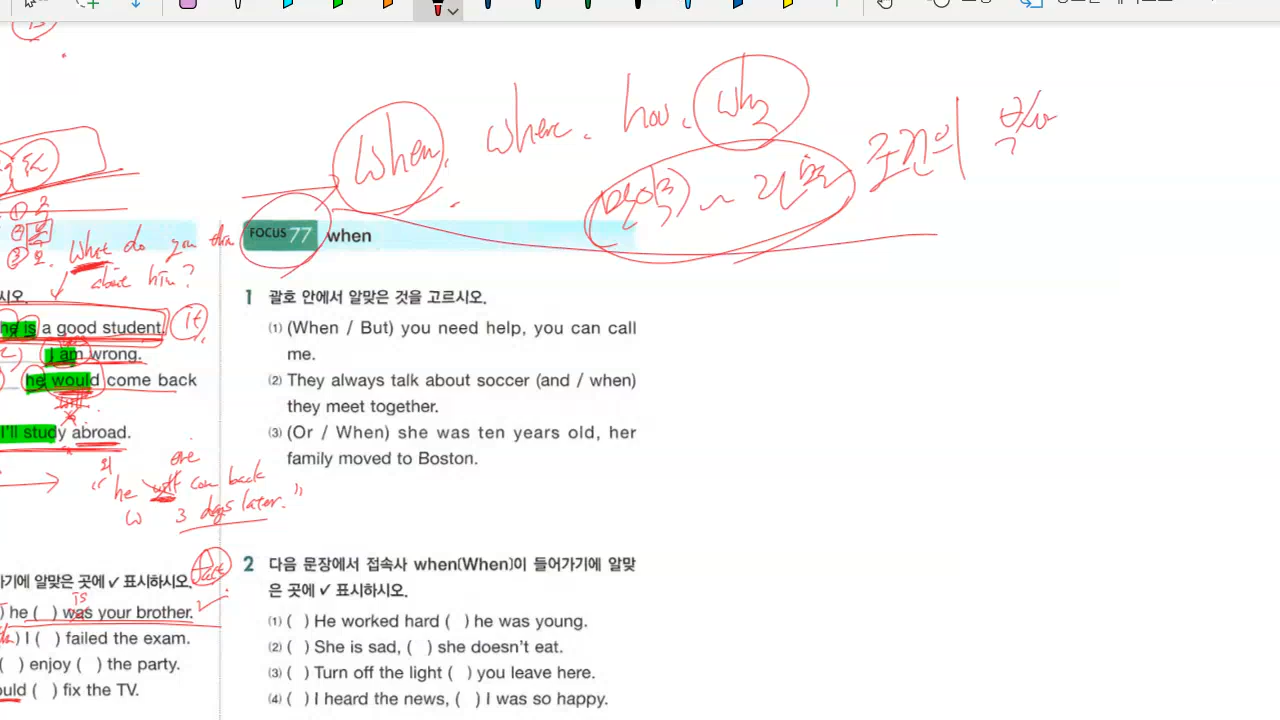 when, where, how, why
조건의 부사
FOCUS 77 when
① 주
② 보
③ 목
What do you thin
about him?
시오.
he is a good student. it
I am wrong.
he would come back
I'll study abroad.
"he will come back
3 days later."
기에 알맞은 곳에 ✓ 표시하시오.
he ( ) was your brother.
is
) I ( ) failed the exam.
( ) enjoy ( ) the party.
ould ( ) fix the TV.
1 괄호 안에서 알맞은 것을 고르시오.
(1) (When / But) you need help, you can call
me.
(2) They always talk about soccer (and / when)
they meet together.
(3) (Or / When) she was ten years old, her
family moved to Boston.
2 다음 문장에서 접속사 when(When)이 들어가기에 알맞
은 곳에 ✓ 표시하시오.
(1) ( ) He worked hard ( ) he was young.
(2) ( ) She is sad, ( ) she doesn't eat.
(3) ( ) Turn off the light ( ) you leave here.
(4) ( ) I heard the news, ( ) I was so happy.